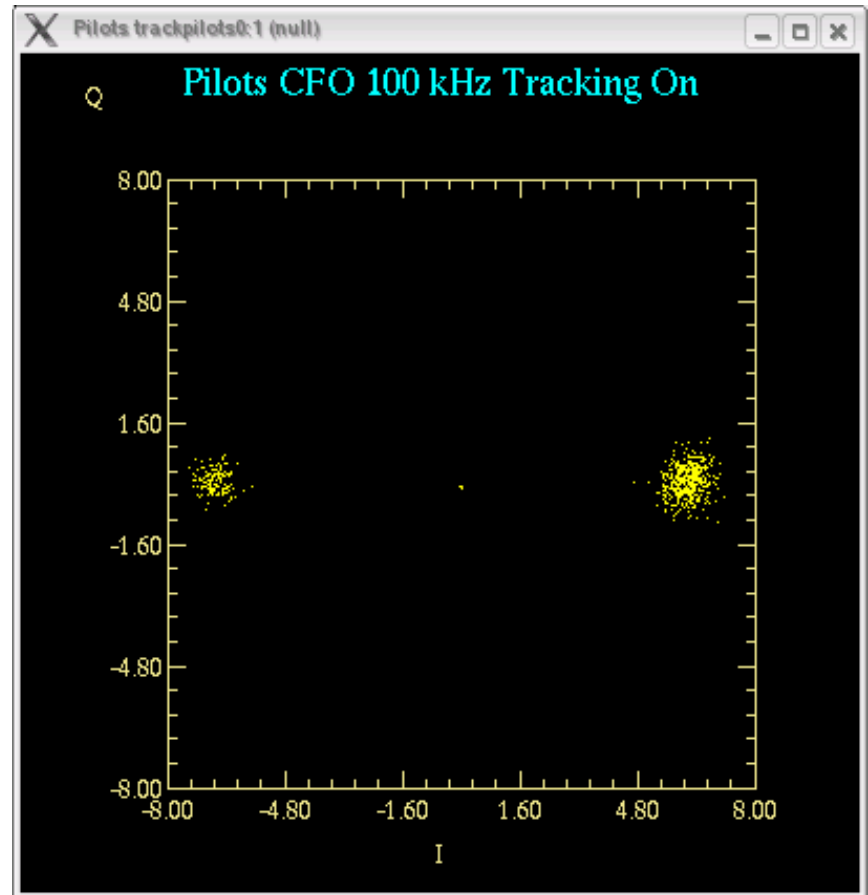 Pilots trackpilots0:1 (null)
Pilots CFO 100 kHz Tracking On
Q
8.00
4.80
1.60
-1.60
-4.80
-8.00
-8.00 -4.80 -1.60 1.60 4.80 8.00
I